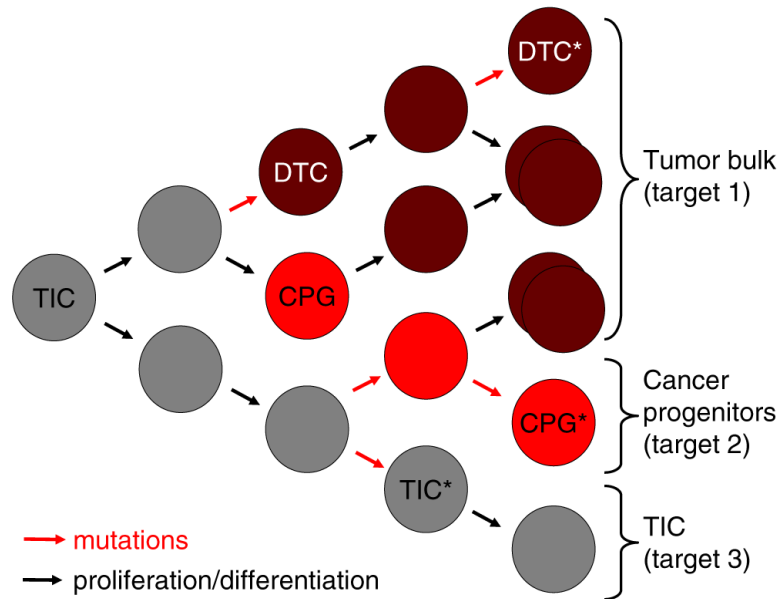 DTC*
DTC
Tumor bulk
(target 1)
TIC
CPG
Cancer
progenitors
(target 2)
CPG*
TIC*
TIC
(target 3)
mutations
proliferation/differentiation